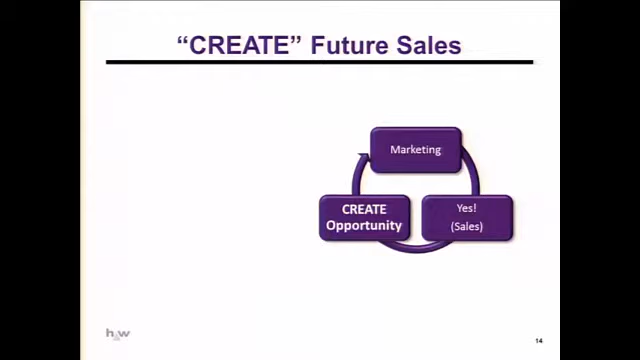 “CREATE” Future Sales
Marketing
CREATE
Opportunity
Yes!
(Sales)
14